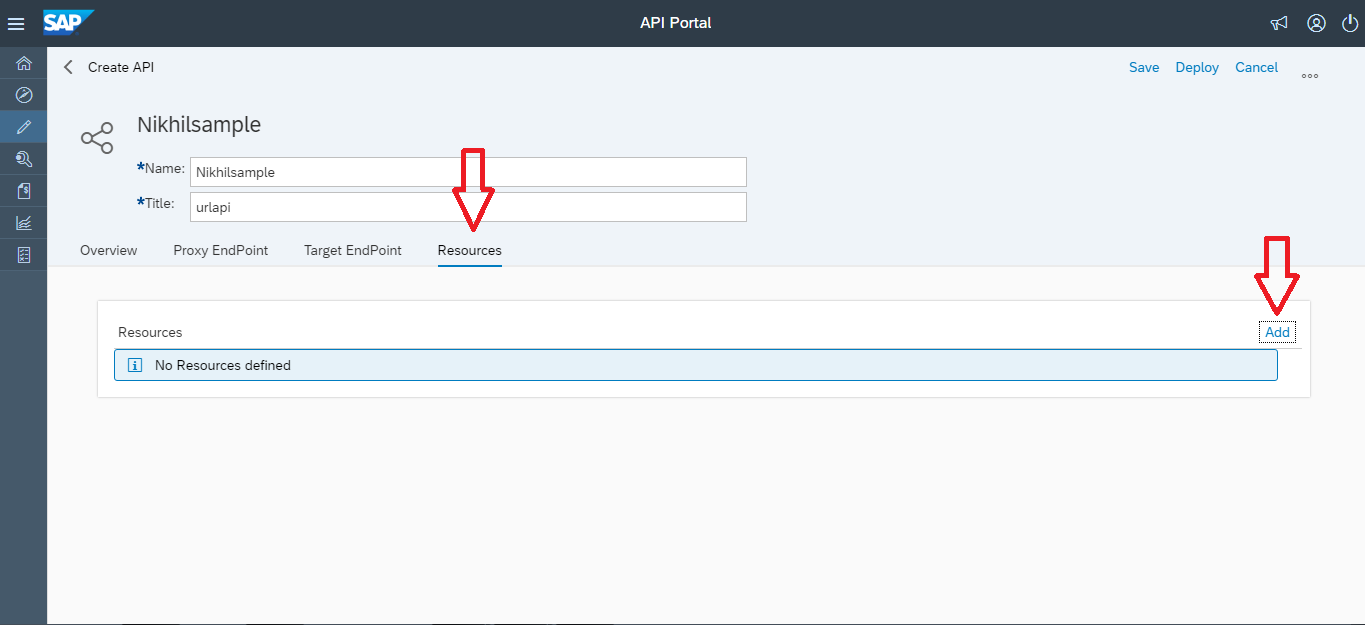 SAP
API Portal
Create API
Save Deploy Cancel
Nikhilsample
*Name: Nikhilsample
*Title: urlapi
Overview Proxy EndPoint Target EndPoint Resources
Resources Add
No Resources defined